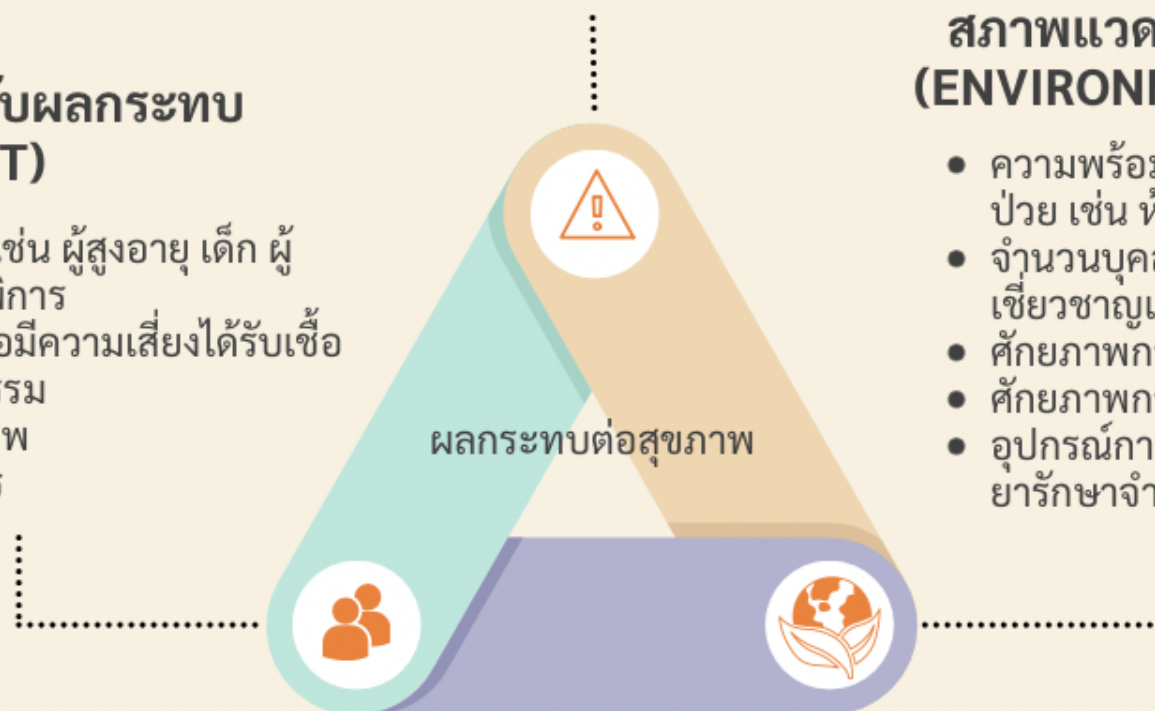 ับผลกระทบ
T)
เช่น ผู้สูงอายุ เด็ก ผู้
พิการ
มีความเสี่ยงได้รับเชื้อ
รรม
พ
ผลกระทบต่อสุขภาพ
สภาพแวด
(ENVIRON
ความพร้อม
ป่วย เช่น ห้
จำนวนบุคล
เชี่ยวชาญ
ศักยภาพกา
ศักยภาพกา
อุปกรณ์กา
ยารักษาจำ